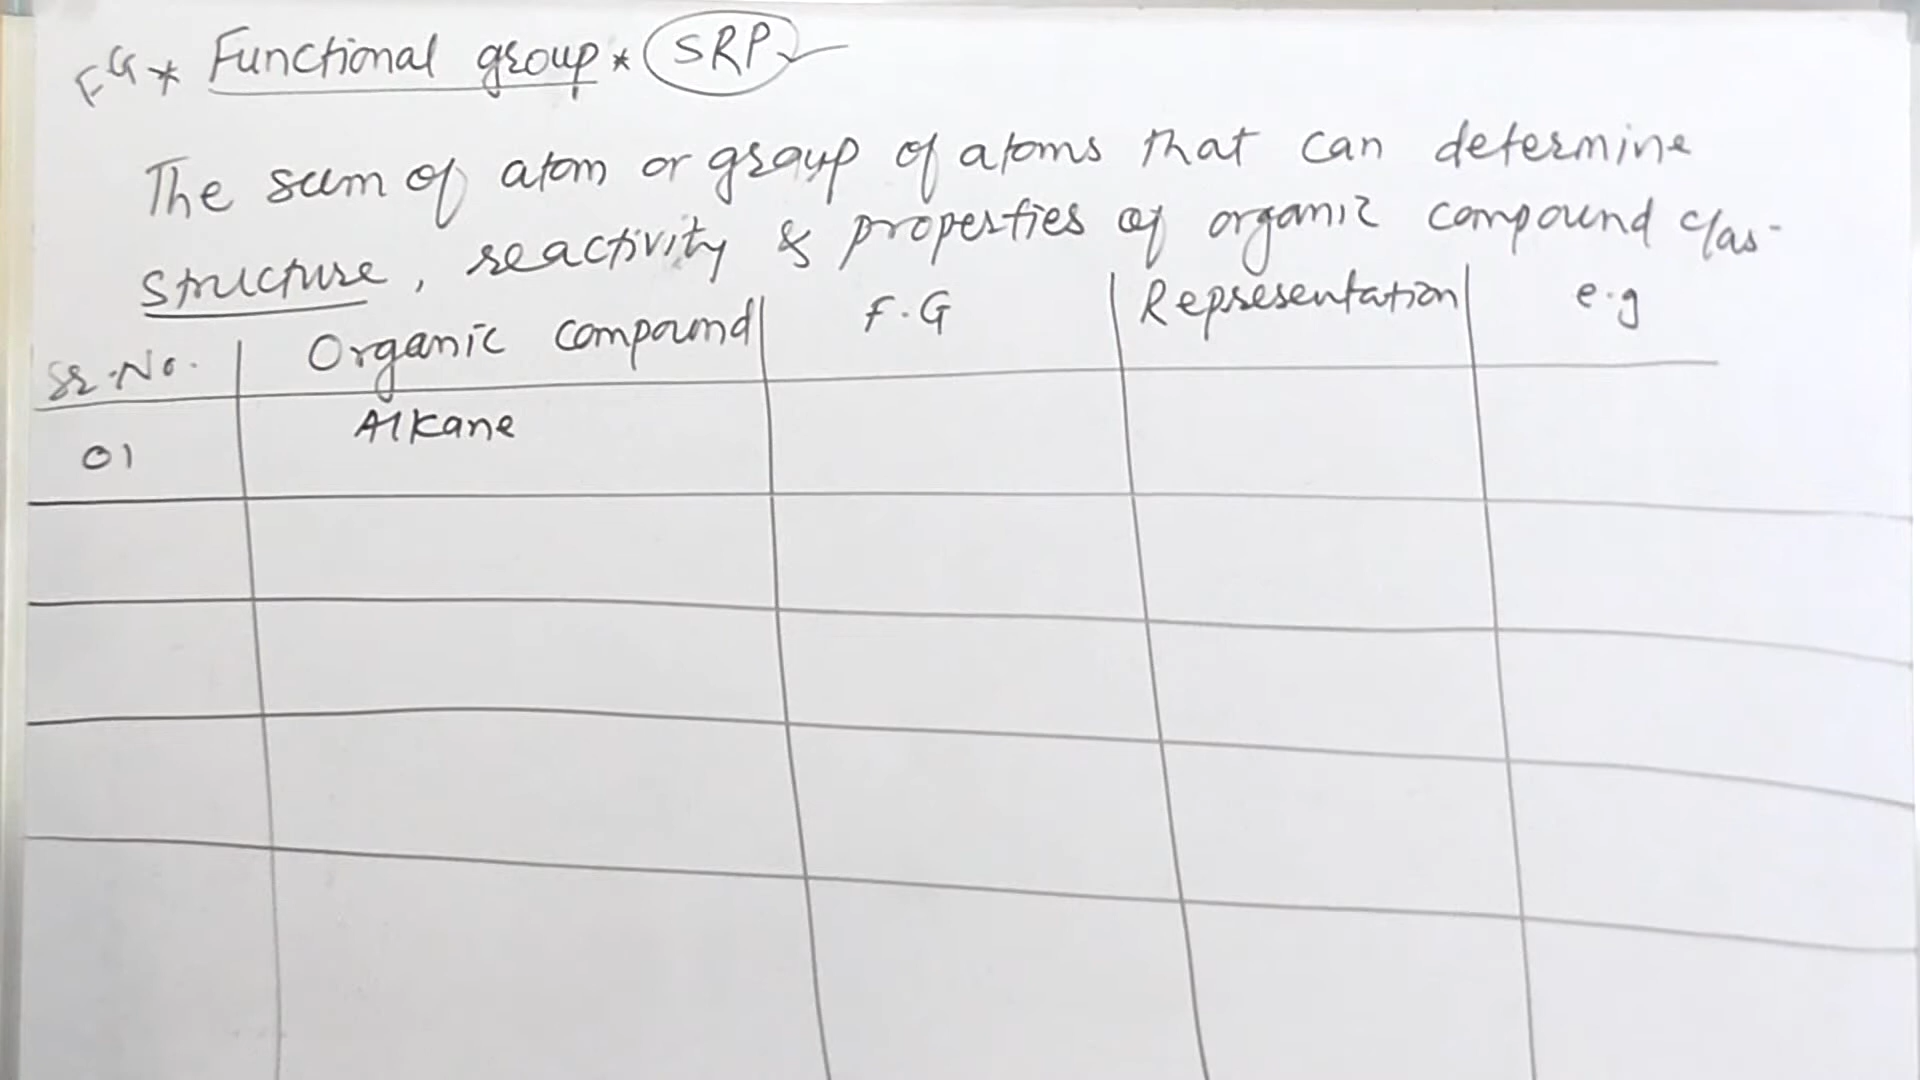 FG * Functional group * SRP
The sum of atom or group of atoms that can determine
structure, reactivity & properties of organic compound clas-
Sr.No. Organic compound F.G Representation e.g
01 Alkane